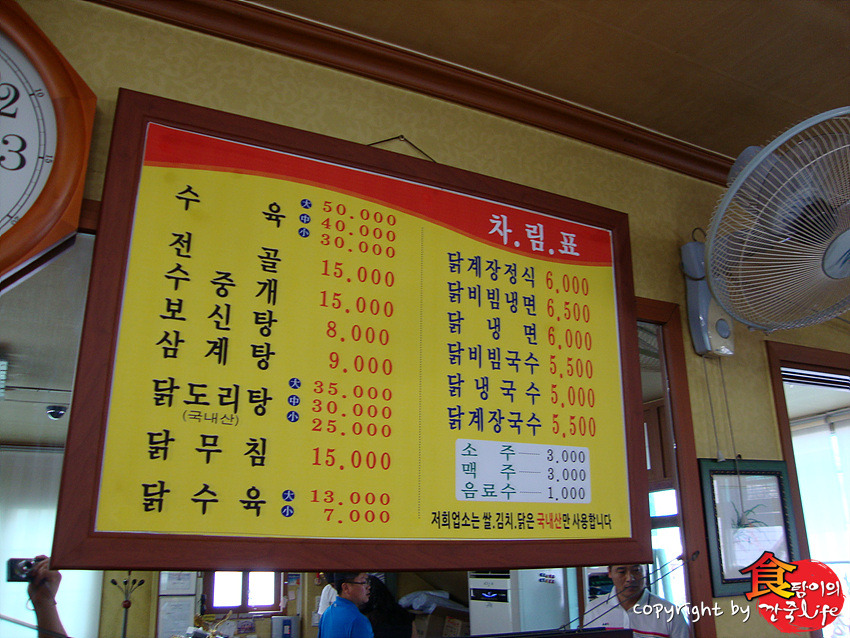 차.림.표
수 육 大 50.000
中 40.000
小 30.000
전 골 15.000
수 중 개 15.000
보 신 탕 8.000
삼 계 탕 9.000
닭도리탕 大 35.000
(국내산) 中 30.000
小 25.000
닭 무 침 15.000
닭 수 육 大 13.000
小 7.000
닭계장정식 6,000
닭비빔냉면 6,500
닭 냉 면 6,000
닭비빔국수 5,500
닭 냉 국 수 5,000
닭계장국수 5,500
소 주 3.000
맥 주 3.000
음료수 1.000
저희업소는 쌀.김치.닭은 국내산만 사용합니다
2
3
10
15
食탐이의
copyright by 깐죽life